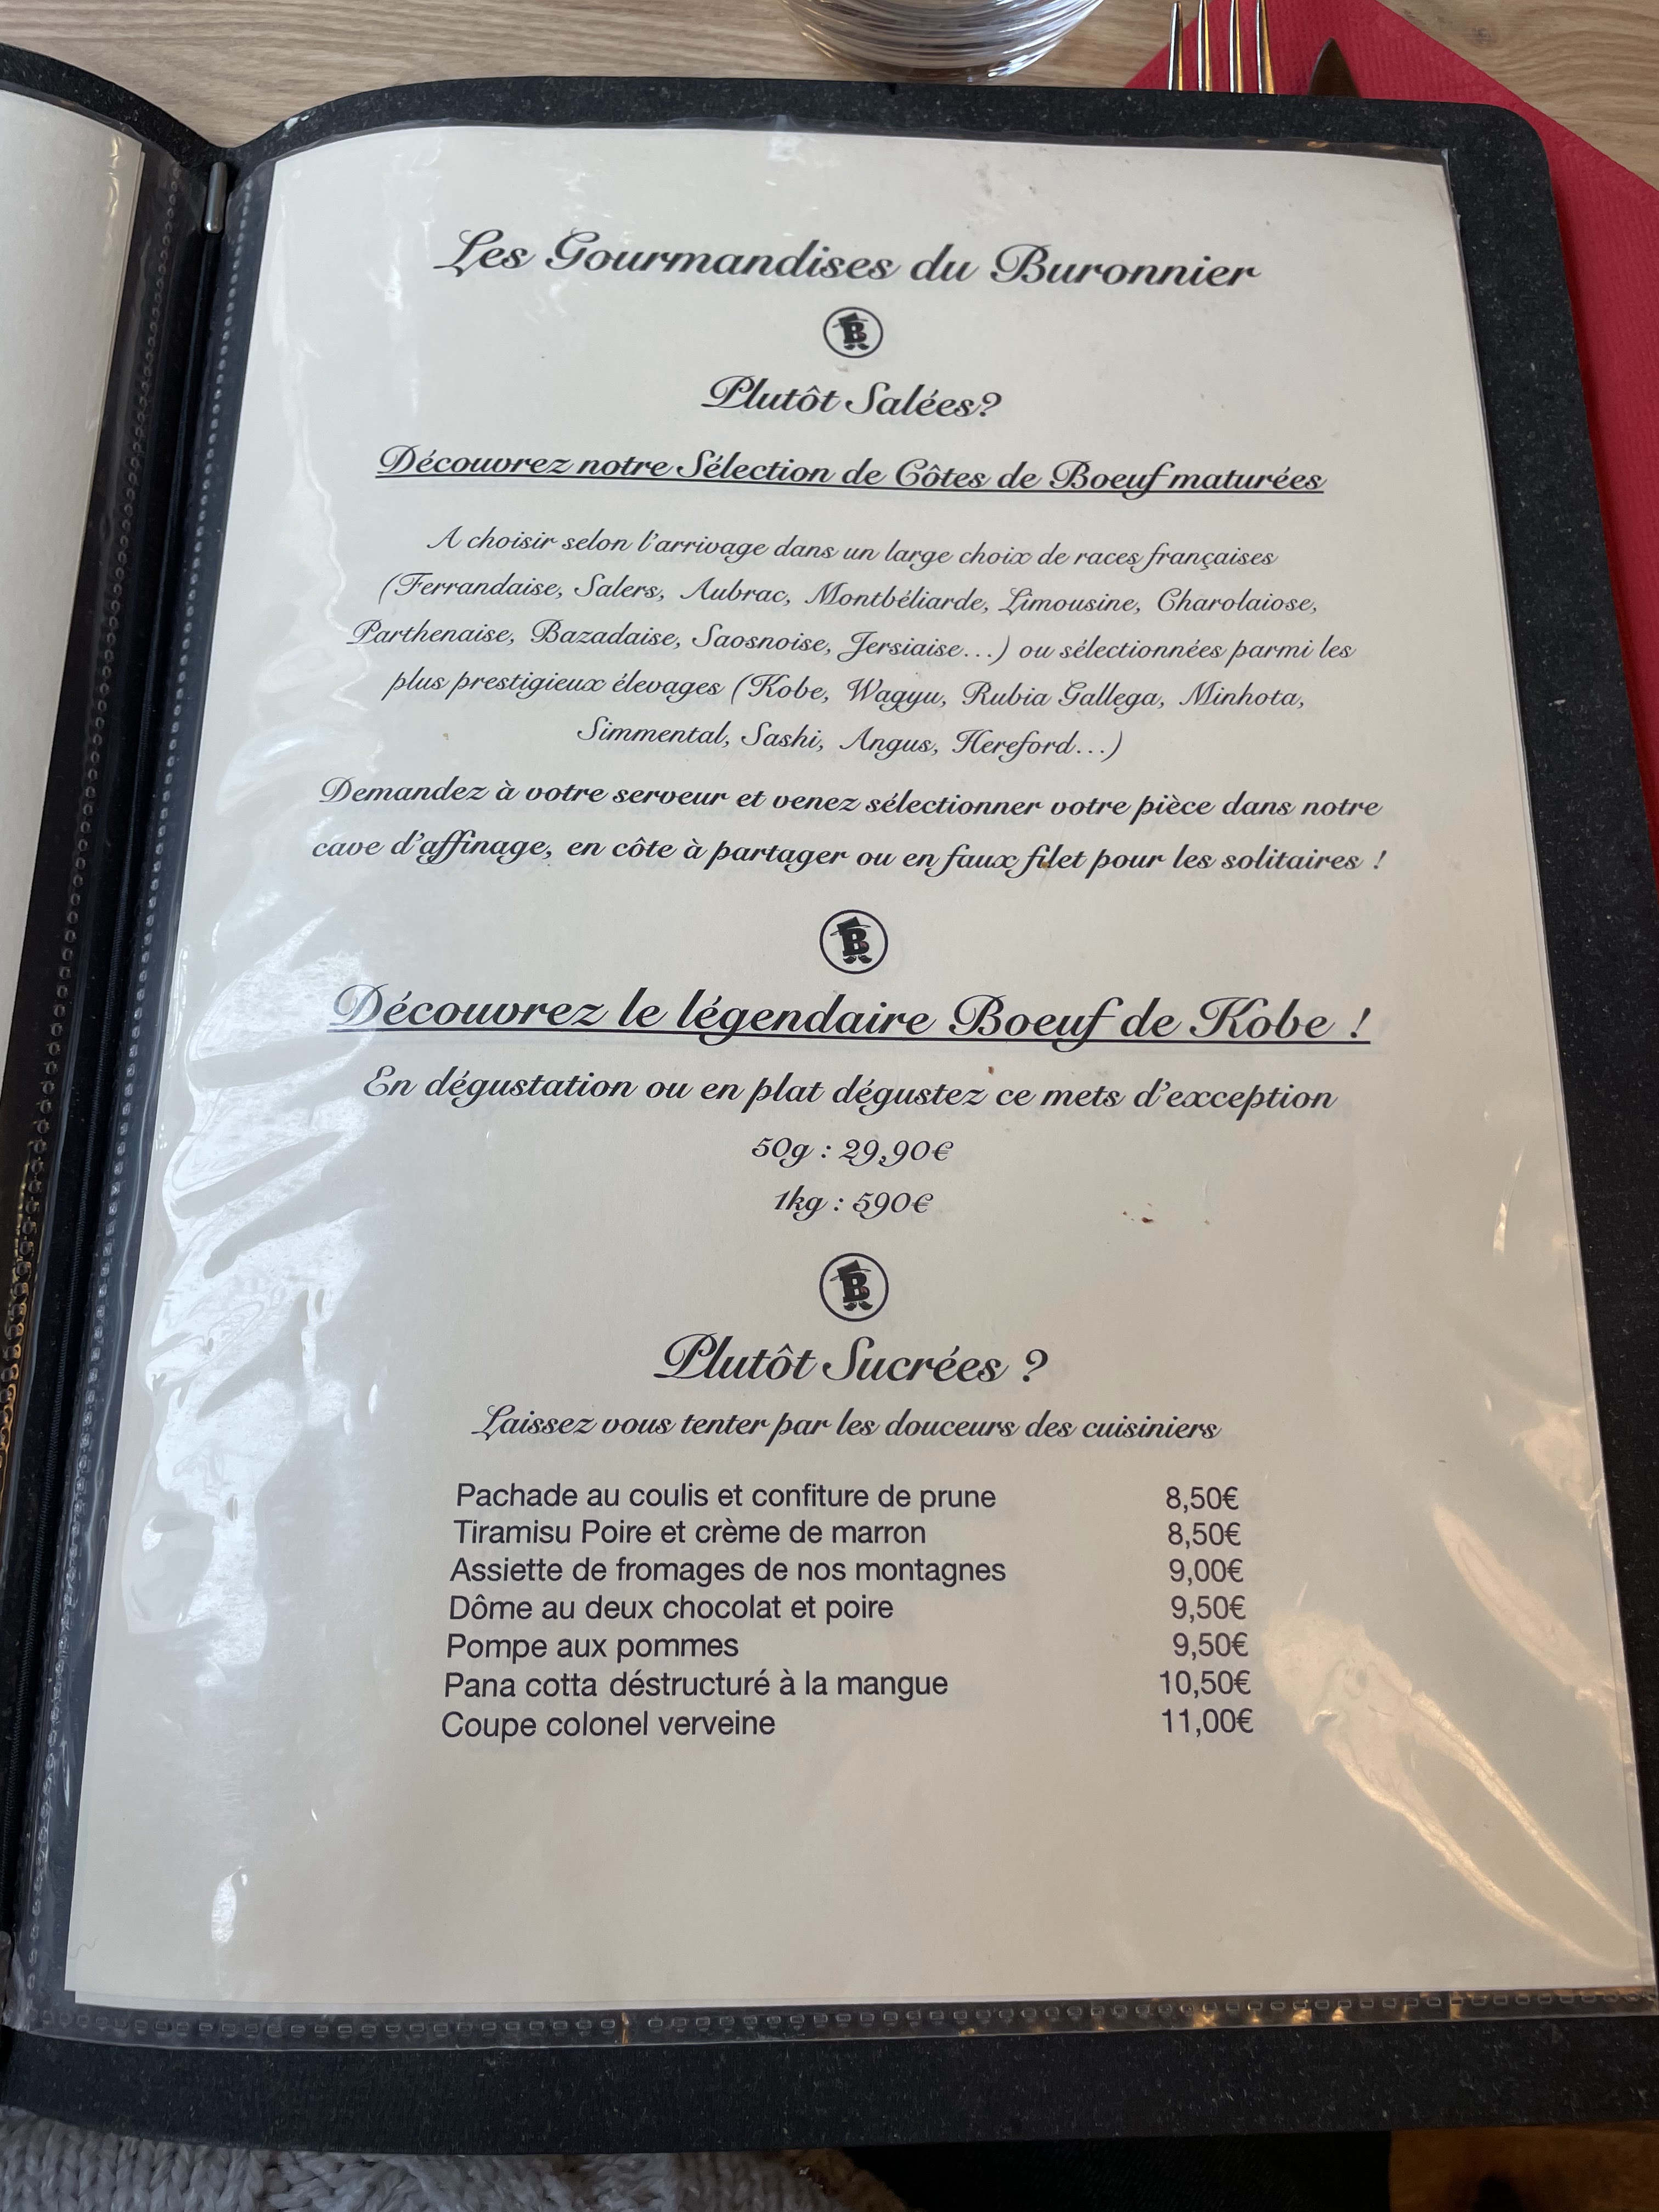 Les Gourmandises du Buronnier
B
Plutôt Salées?
Découvrez notre Sélection de Côtes de Boeuf maturées
A choisir selon l'arrivage dans un large choix de races françaises
(Ferrandaise, Salers, Aubrac, Montbéliarde, Limousine, Charolaiose,
Parthenaise, Bazadaise, Saosnoise, Jersiaise...) ou sélectionnées parmi les
plus prestigieux élevages (Kobe, Wagyu, Rubia Gallega, Minhota,
Simmental, Sashi, Angus, Hereford...)
Demandez à votre serveur et venez sélectionner votre pièce dans notre
cave d'affinage, en côte à partager ou en faux filet pour les solitaires !
B
Découvrez le légendaire Boeuf de Kobe !
En dégustation ou en plat dégustez ce mets d'exception
50g : 29,90€
1kg : 590€
B
Plutôt Sucrées ?
Laissez vous tenter par les douceurs des cuisiniers
Pachade au coulis et confiture de prune 8,50€
Tiramisu Poire et crème de marron 8,50€
Assiette de fromages de nos montagnes 9,00€
Dôme au deux chocolat et poire 9,50€
Pompe aux pommes 9,50€
Pana cotta déstructuré à la mangue 10,50€
Coupe colonel verveine 11,00€